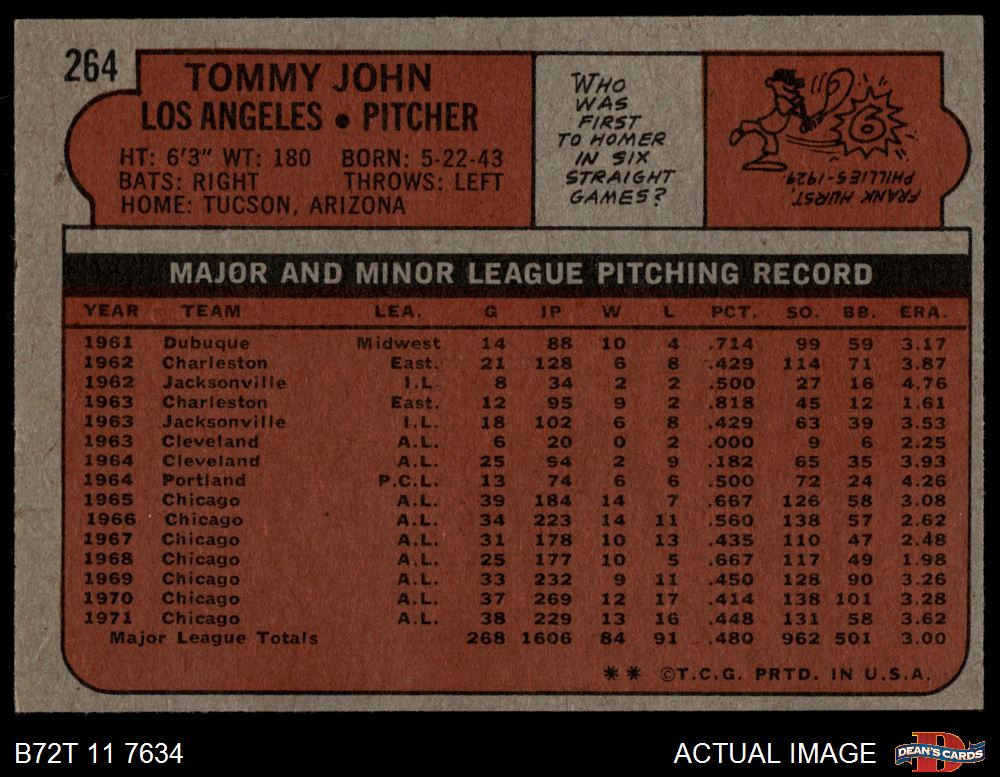 264
TOMMY JOHN
LOS ANGELES • PITCHER
HT: 6'3" WT: 180 BORN: 5-22-43
BATS: RIGHT THROWS: LEFT
HOME: TUCSON, ARIZONA
WHO
WAS
FIRST
TO HOMER
IN SIX
STRAIGHT
GAMES?
6
FRANK HURST,
PHILLIES-1929.
MAJOR AND MINOR LEAGUE PITCHING RECORD
YEAR TEAM LEA. G IP W L PCT. SO. BB. ERA.
1961 Dubuque Midwest 14 88 10 4 .714 99 59 3.17
1962 Charleston East. 21 128 6 8 .429 114 71 3.87
1962 Jacksonville I.L. 8 34 2 2 .500 27 16 4.76
1963 Charleston East. 12 95 9 2 .818 45 12 1.61
1963 Jacksonville I.L. 18 102 6 8 .429 63 39 3.53
1963 Cleveland A.L. 6 20 0 2 .000 9 6 2.25
1964 Cleveland A.L. 25 94 2 9 .182 65 35 3.93
1964 Portland P.C.L. 13 74 6 6 .500 72 24 4.26
1965 Chicago A.L. 39 184 14 7 .667 126 58 3.08
1966 Chicago A.L. 34 223 14 11 .560 138 57 2.62
1967 Chicago A.L. 31 178 10 13 .435 110 47 2.48
1968 Chicago A.L. 25 177 10 5 .667 117 49 1.98
1969 Chicago A.L. 33 232 9 11 .450 128 90 3.26
1970 Chicago A.L. 37 269 12 17 .414 138 101 3.28
1971 Chicago A.L. 38 229 13 16 .448 131 58 3.62
Major League Totals 268 1606 84 91 .480 962 501 3.00
** ©T.C.G. PRTD. IN U.S.A.
B72T 11 7634
ACTUAL IMAGE
D
DEAN'S CARDS